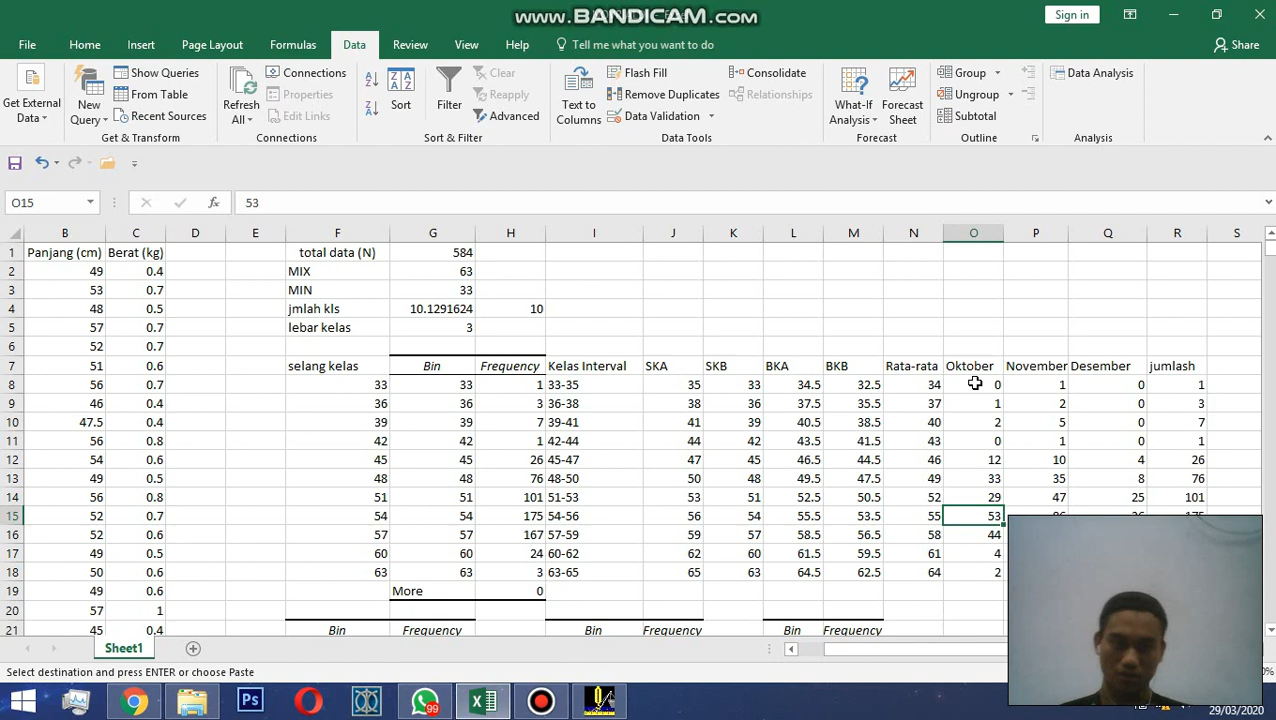 WWW.BANDICAM.COM
Sign in
File Home Insert Page Layout Formulas Data Review View Help Tell me what you want to do Share
Show Queries Connections Clear Flash Fill Consolidate Group Data Analysis
Get External Data New Query From Table Refresh All Properties Sort Filter Reapply Text to Columns Remove Duplicates Relationships What-If Analysis Forecast Sheet Ungroup
Recent Sources Edit Links Advanced Data Validation Subtotal
Get & Transform Connections Sort & Filter Data Tools Forecast Outline Analysis
O15 fx 53
B C D E F G H I J K L M N O P Q R S
1 Panjang (cm) Berat (kg) total data (N) 584
2 49 0.4 MIX 63
3 53 0.7 MIN 33
4 48 0.5 jmlah kls 10.1291624 10
5 57 0.7 lebar kelas 3
6 52 0.7
7 51 0.6 selang kelas Bin Frequency Kelas Interval SKA SKB BKA BKB Rata-rata Oktober November Desember jumlash
8 56 0.7 33 33 1 33-35 35 33 34.5 32.5 34 0 1 0 1
9 46 0.4 36 36 3 36-38 38 36 37.5 35.5 37 1 2 0 3
10 47.5 0.4 39 39 7 39-41 41 39 40.5 38.5 40 2 5 0 7
11 56 0.8 42 42 1 42-44 44 42 43.5 41.5 43 0 1 0 1
12 54 0.6 45 45 26 45-47 47 45 46.5 44.5 46 12 10 4 26
13 49 0.5 48 48 76 48-50 50 48 49.5 47.5 49 33 35 8 76
14 56 0.8 51 51 101 51-53 53 51 52.5 50.5 52 29 47 25 101
15 52 0.7 54 54 175 54-56 56 54 55.5 53.5 55 53
16 52 0.6 57 57 167 57-59 59 57 58.5 56.5 58 44
17 49 0.5 60 60 24 60-62 62 60 61.5 59.5 61 4
18 50 0.6 63 63 3 63-65 65 63 64.5 62.5 64 2
19 49 0.6 More 0
20 57 1
21 45 0.4 Bin Frequency Bin Frequency Bin Frequency
Sheet1
Select destination and press ENTER or choose Paste
Ps 99
29/03/2020